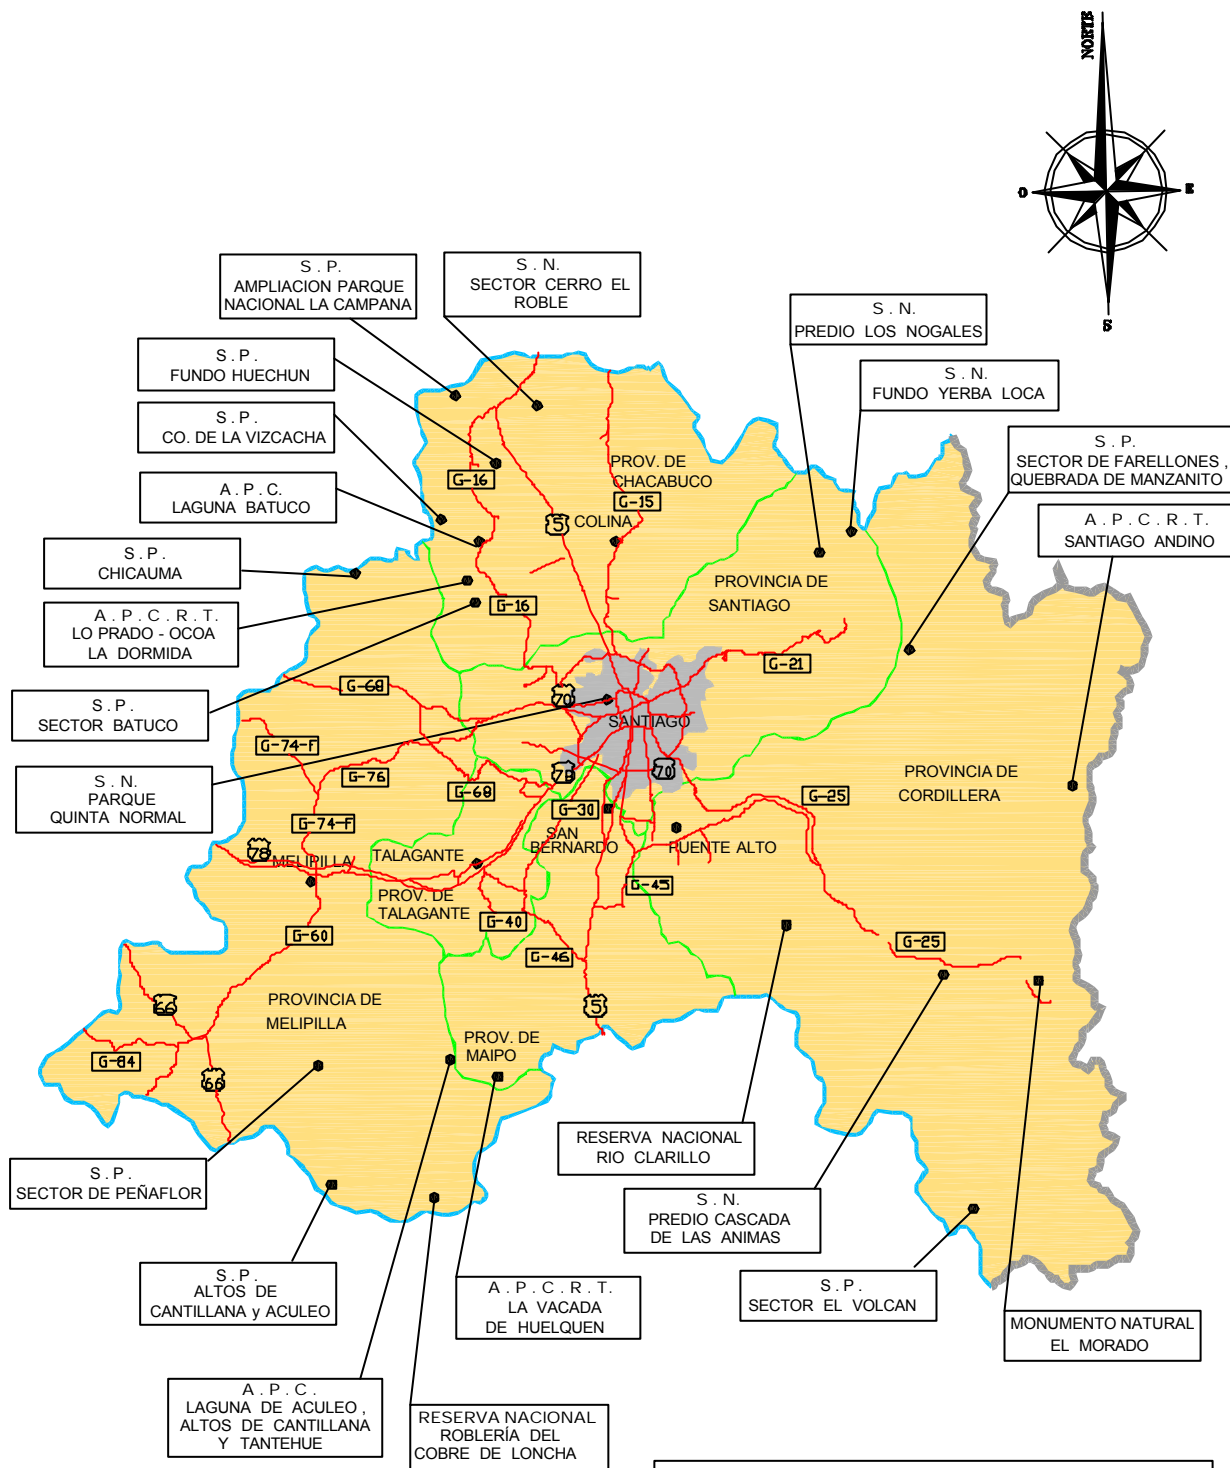 NORTE
O
E
S
S . P.
AMPLIACION PARQUE
NACIONAL LA CAMPANA
S . N.
SECTOR CERRO EL
ROBLE
S . N.
PREDIO LOS NOGALES
S . P.
FUNDO HUECHUN
S . N.
FUNDO YERBA LOCA
S . P.
CO. DE LA VIZCACHA
S . P.
SECTOR DE FARELLONES ,
QUEBRADA DE MANZANITO
A . P . C.
LAGUNA BATUCO
A . P . C . R . T.
SANTIAGO ANDINO
S . P.
CHICAUMA
A . P . C . R . T.
LO PRADO - OCOA
LA DORMIDA
S . P.
SECTOR BATUCO
S . N.
PARQUE
QUINTA NORMAL
PROV. DE
CHACABUCO
G-16
G-15
5
COLINA
PROVINCIA DE
SANTIAGO
G-16
G-21
G-68
70
SANTIAGO
G-74-F
G-76
G-68
78
70
PROVINCIA DE
CORDILLERA
G-25
G-74-F
G-30
SAN
BERNARDO
PUENTE ALTO
78
MELIPILLA
TALAGANTE
G-45
PROV. DE
TALAGANTE
G-40
G-60
G-46
G-25
PROVINCIA DE
MELIPILLA
66
5
PROV. DE
MAIPO
G-84
66
RESERVA NACIONAL
RIO CLARILLO
S . P.
SECTOR DE PEÑAFLOR
S . N.
PREDIO CASCADA
DE LAS ANIMAS
S . P.
ALTOS DE
CANTILLANA y ACULEO
A . P . C . R . T.
LA VACADA
DE HUELQUEN
S . P.
SECTOR EL VOLCAN
MONUMENTO NATURAL
EL MORADO
A . P . C .
LAGUNA DE ACULEO ,
ALTOS DE CANTILLANA
Y TANTEHUE
RESERVA NACIONAL
ROBLERÍA DEL
COBRE DE LONCHA